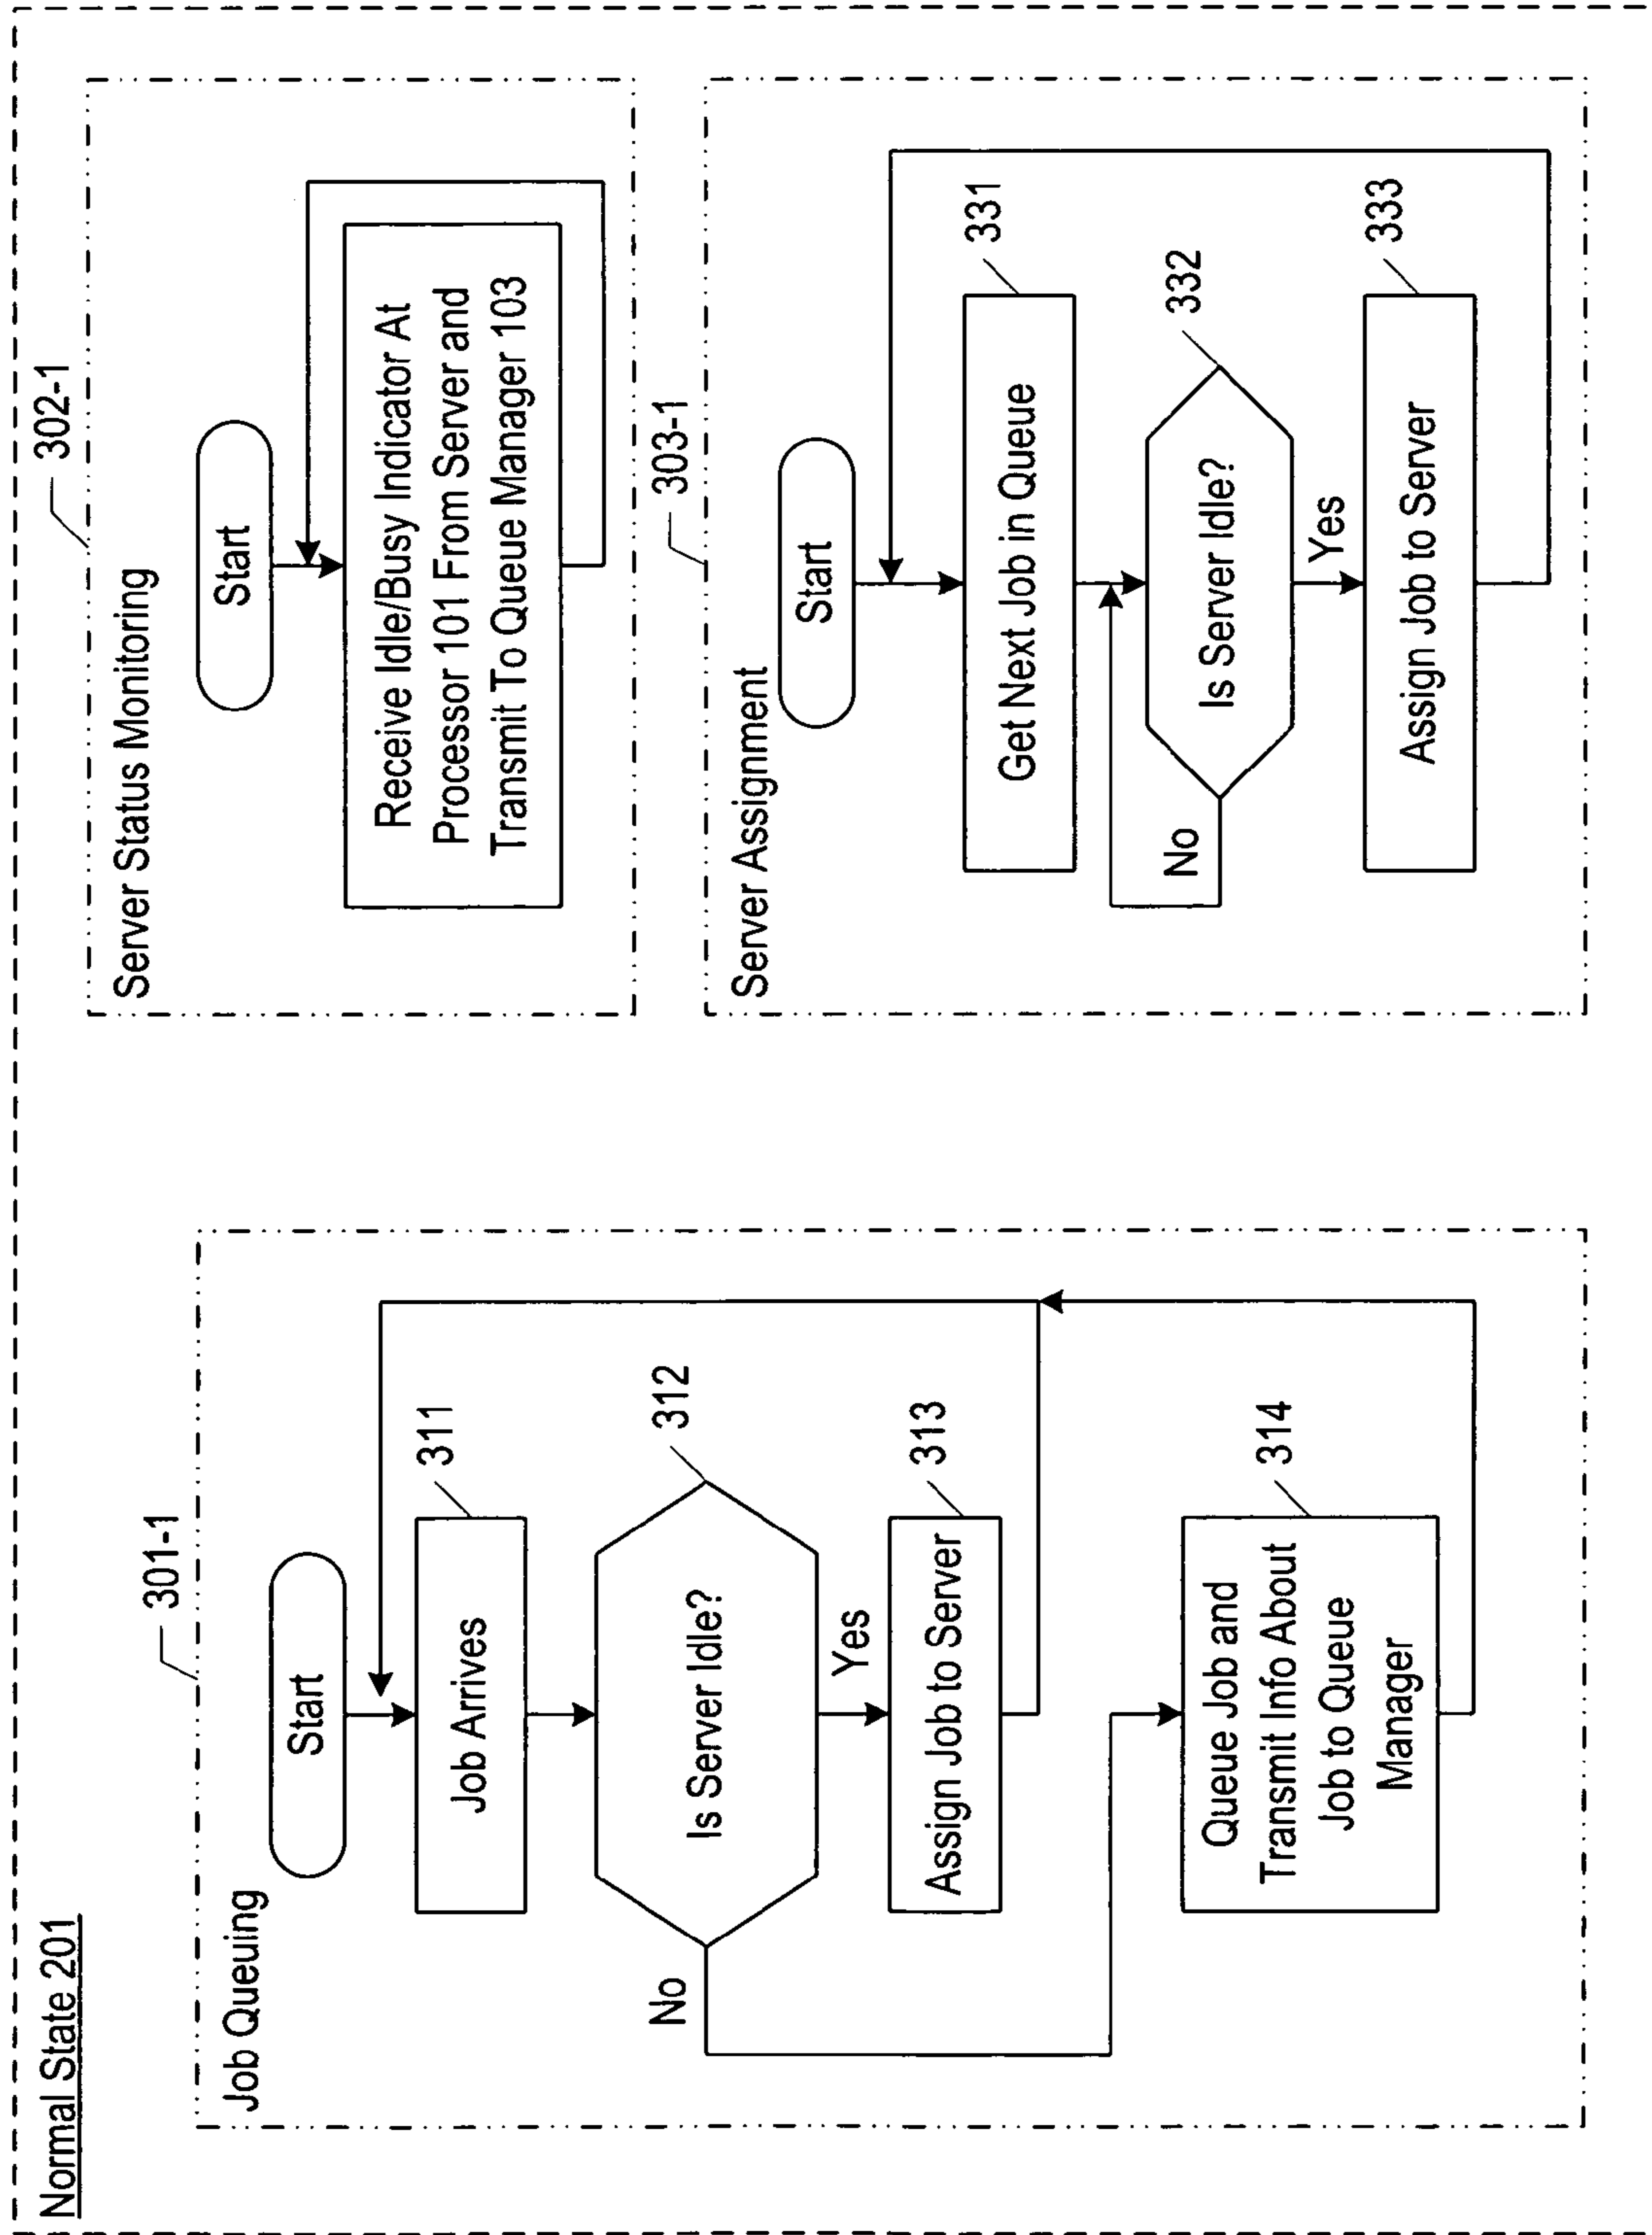 Normal State 201
301-1
Job Queuing
Start
Job Arrives
311
Is Server Idle?
312
No
Yes
Assign Job to Server
313
Queue Job and
Transmit Info About
Job to Queue
Manager
314
302-1
Server Status Monitoring
Start
Receive Idle/Busy Indicator At
Processor 101 From Server and
Transmit To Queue Manager 103
303-1
Server Assignment
Start
Get Next Job in Queue
331
Is Server Idle?
332
No
Yes
Assign Job to Server
333